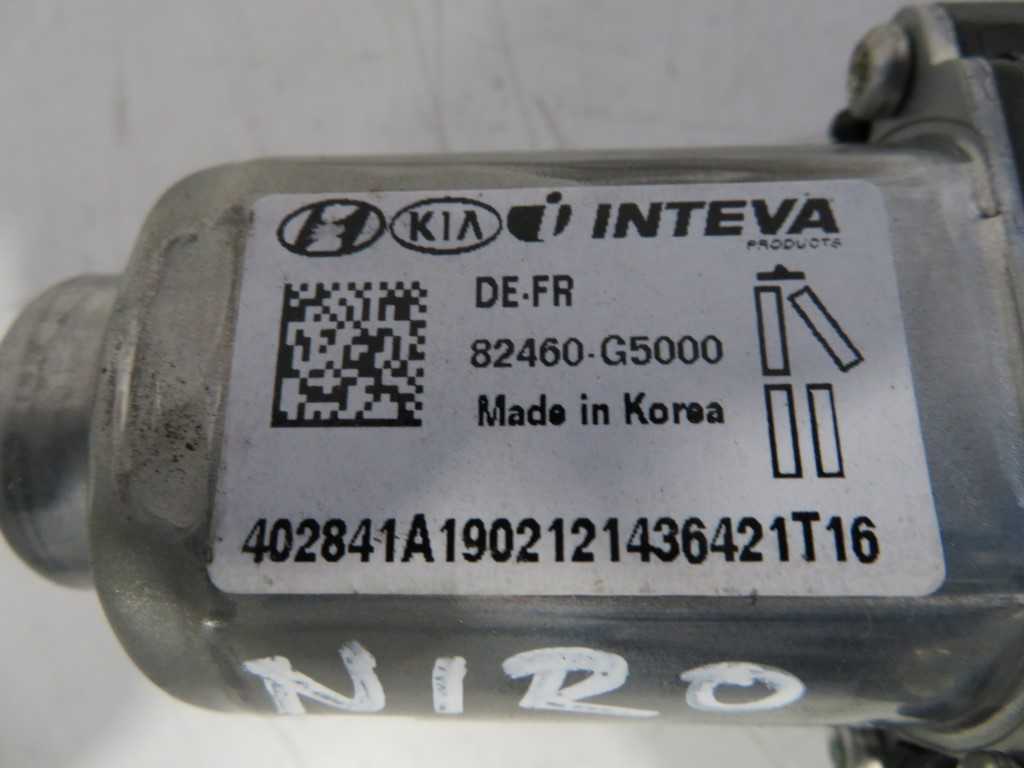 KIA INTEVA
PRODUCTS
DE-FR
82460-G5000
Made in Korea
402841A1902121436421T16
NIRO